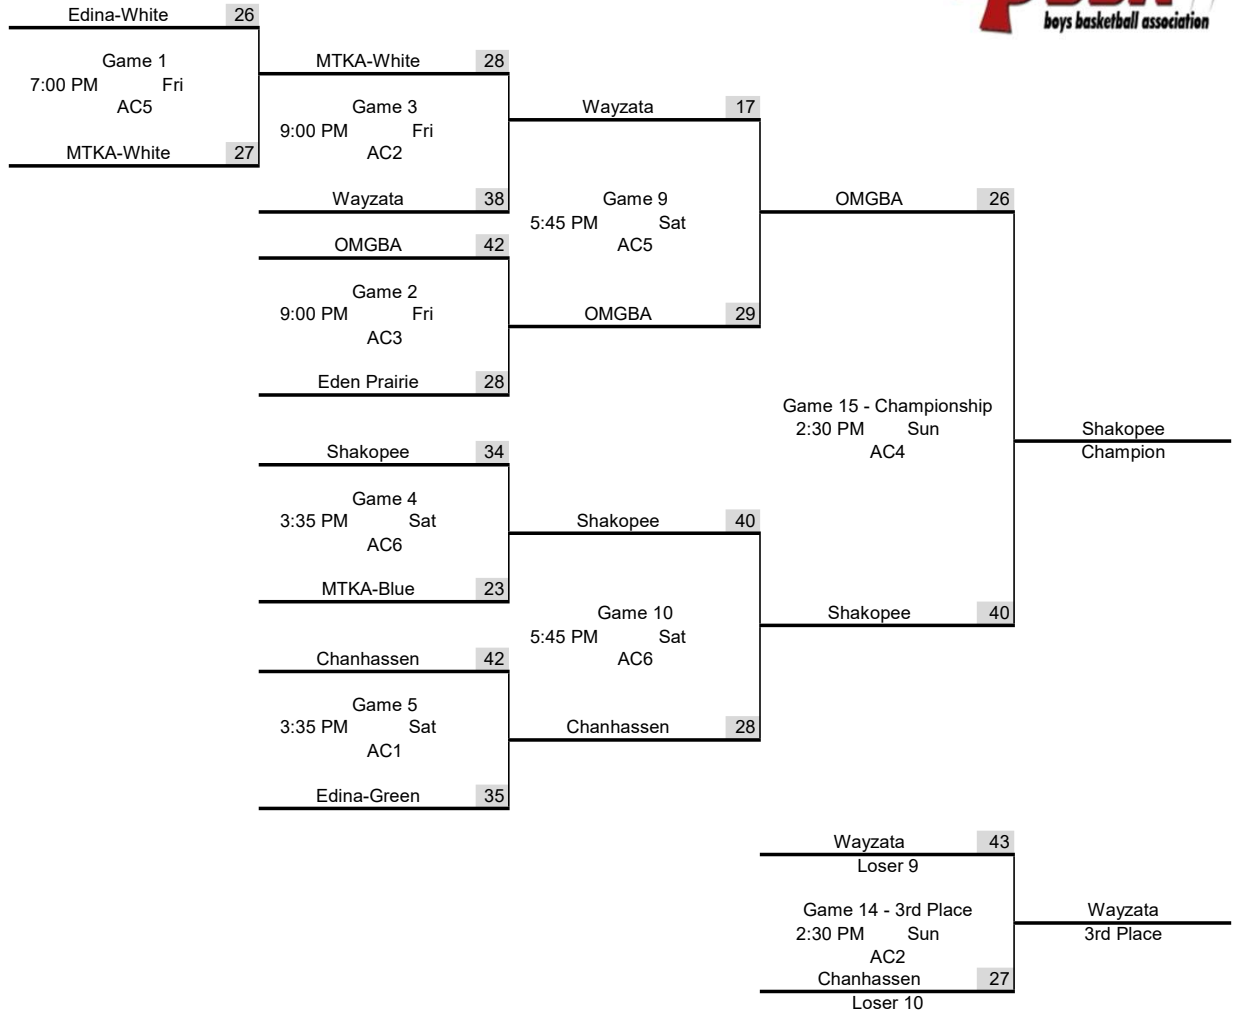 boys basketball association
Edina-White 26
Game 1
7:00 PM Fri
AC5
MTKA-White 27
MTKA-White 28
Game 3
9:00 PM Fri
AC2
Wayzata 38
OMGBA 42
Game 2
9:00 PM Fri
AC3
Eden Prairie 28
Shakopee 34
Game 4
3:35 PM Sat
AC6
MTKA-Blue 23
Chanhassen 42
Game 5
3:35 PM Sat
AC1
Edina-Green 35
Wayzata 17
Game 9
5:45 PM Sat
AC5
OMGBA 29
Shakopee 40
Game 10
5:45 PM Sat
AC6
Chanhassen 28
OMGBA 26
Game 15 - Championship
2:30 PM Sun
AC4
Shakopee 40
Shakopee
Champion
Wayzata 43
Loser 9
Game 14 - 3rd Place
2:30 PM Sun
AC2
Chanhassen 27
Loser 10
Wayzata
3rd Place